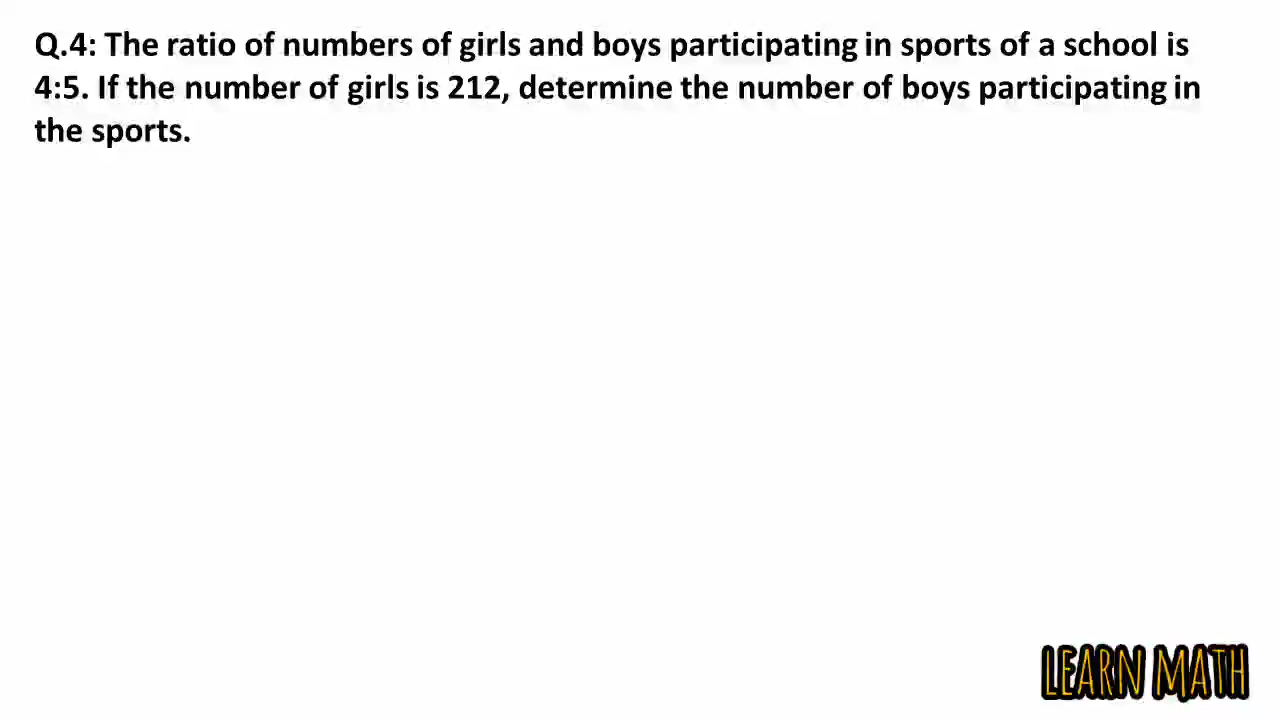 Q.4: The ratio of numbers of girls and boys participating in sports of a school is
4:5. If the number of girls is 212, determine the number of boys participating in
the sports.
LEARN MATH